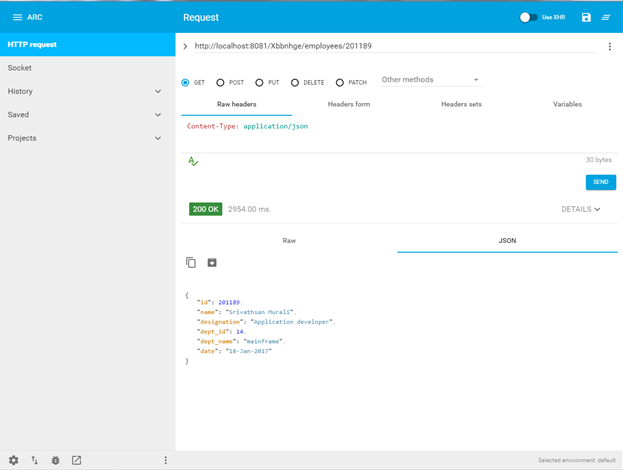 ARC
Request
Use XHR
HTTP request
http://localhost:8081/Xbbnhge/employees/201189
Socket
History
Saved
Projects
GET
POST
PUT
DELETE
PATCH
Other methods
Raw headers
Headers form
Headers sets
Variables
Content-Type: application/json
30 bytes
SEND
200 OK
2954.00 ms
DETAILS
Raw
JSON
{
"id": 201189,
"name": "Srivathsan Murali",
"designation": "Application developer",
"dept_id": 14,
"dept_name": "mainframe",
"date": "18-Jan-2017"
}
Selected environment: default